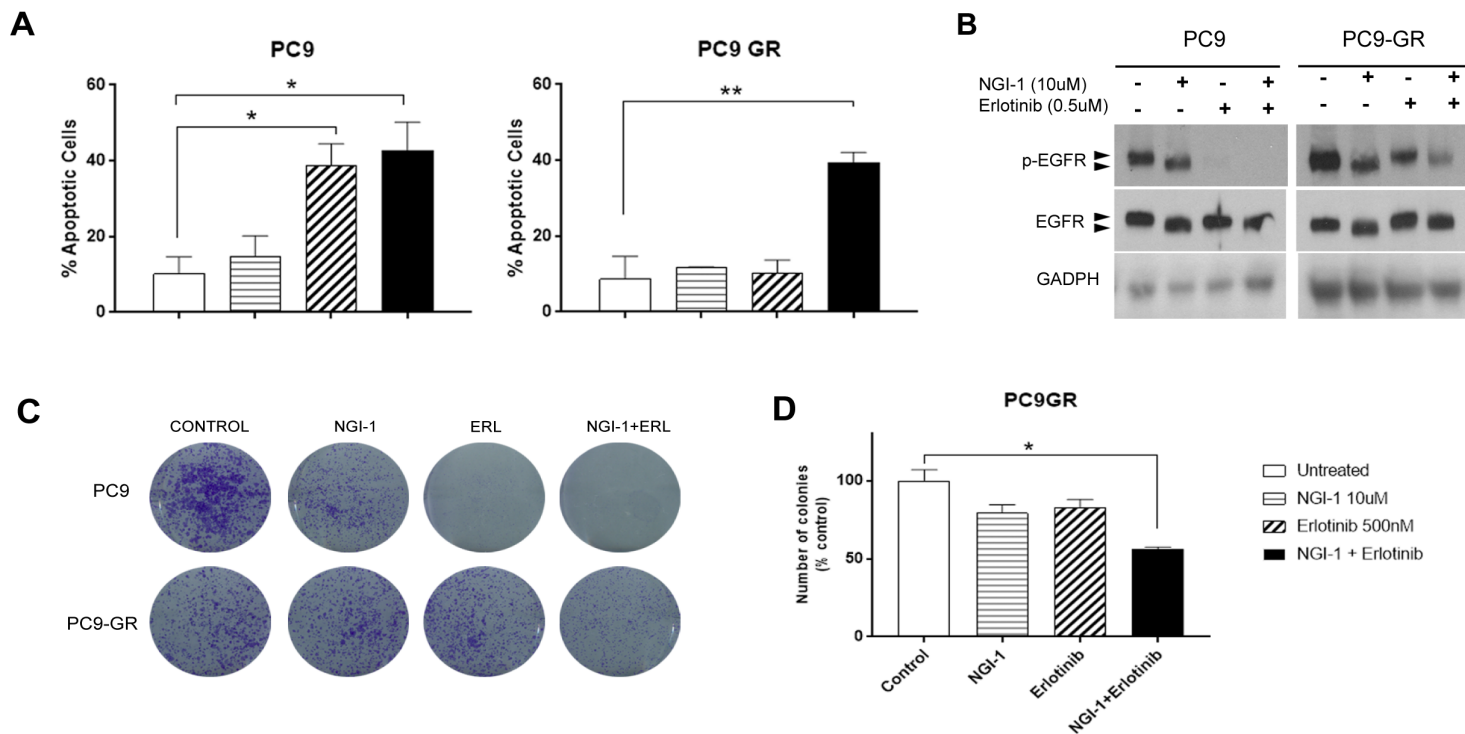 A
PC9
% Apoptotic Cells
60
40
20
0
*
*
PC9 GR
% Apoptotic Cells
60
40
20
0
**
B
PC9 PC9-GR
NGI-1 (10uM) - + - + - + - +
Erlotinib (0.5uM) - - + + - - + +
p-EGFR
EGFR
GADPH
C
CONTROL NGI-1 ERL NGI-1+ERL
PC9
PC9-GR
D
PC9GR
Number of colonies
(% control)
100
50
0
*
Control
NGI-1
Erlotinib
NGI-1+Erlotinib
Untreated
NGI-1 10uM
Erlotinib 500nM
NGI-1 + Erlotinib